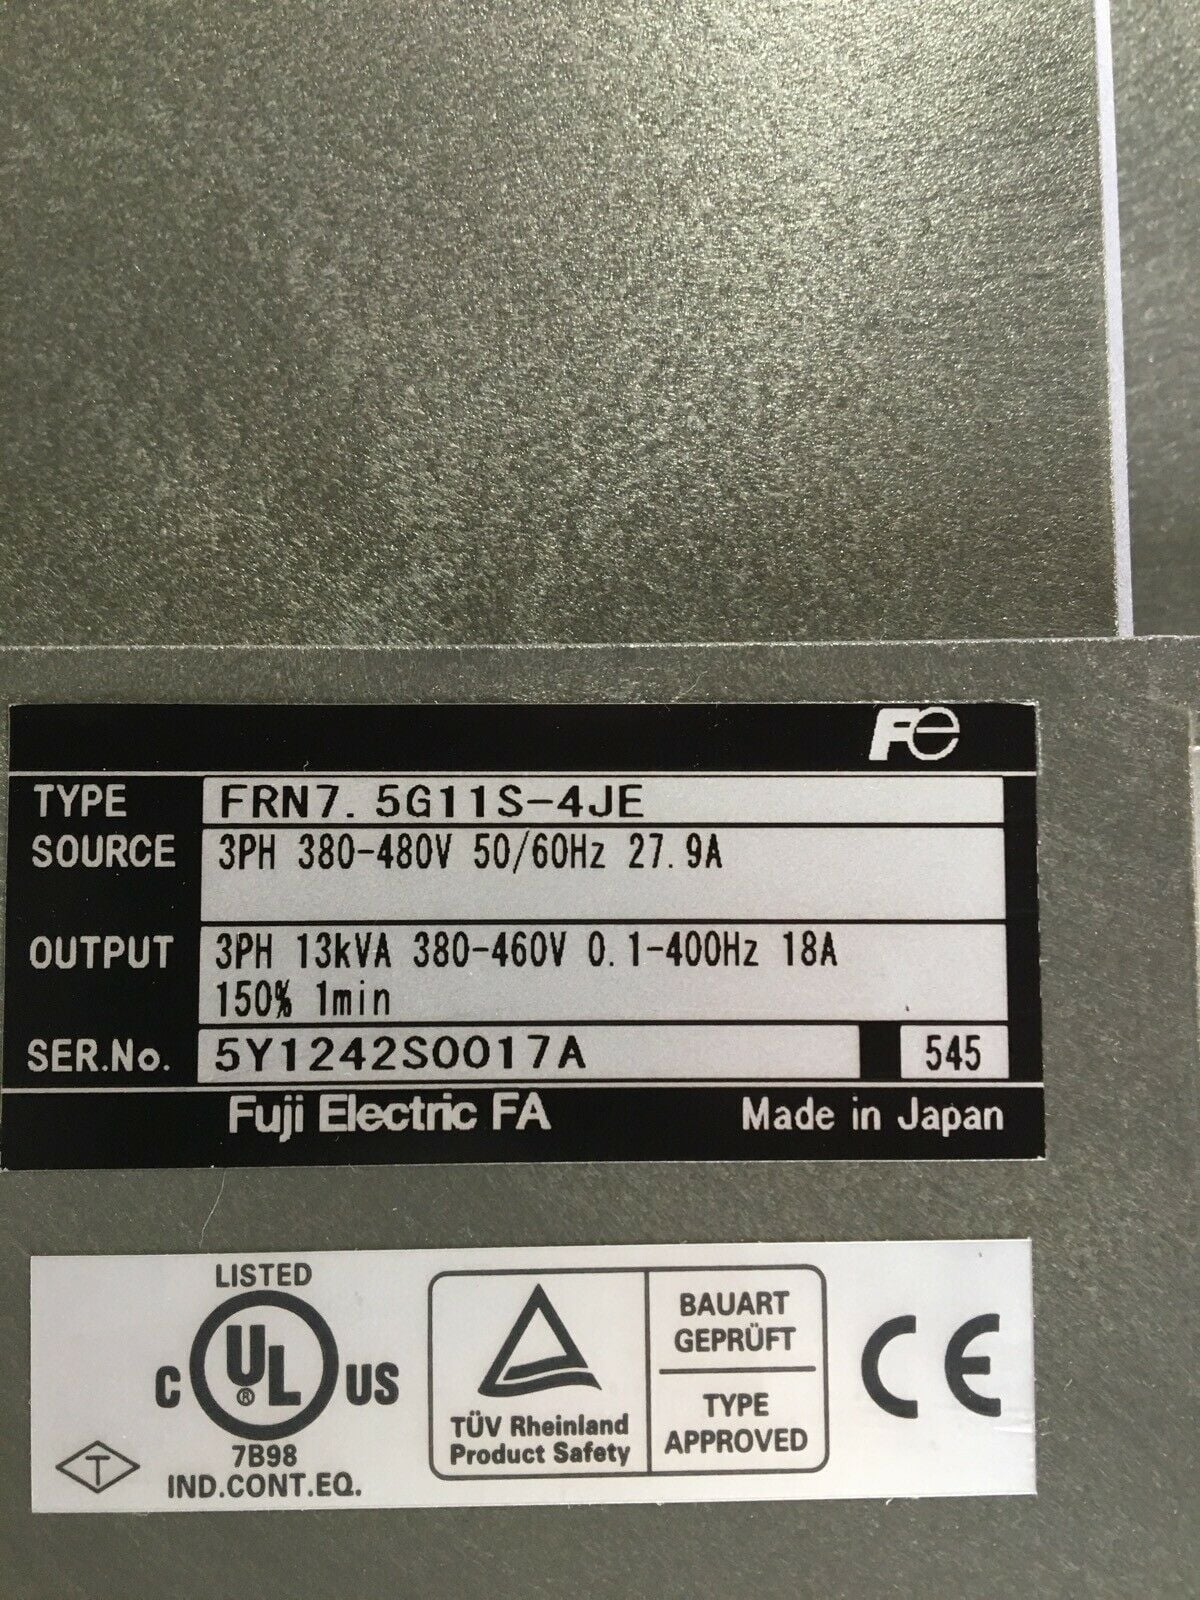 Fe
TYPE FRN7.5G11S-4JE
SOURCE 3PH 380-480V 50/60Hz 27.9A
OUTPUT 3PH 13kVA 380-460V 0.1-400Hz 18A
150% 1min
SER.No. 5Y1242S0017A 545
Fuji Electric FA Made in Japan
LISTED
C UL ® US
7B98
IND.CONT.EQ.
T
TÜV Rheinland
Product Safety
BAUART
GEPRÜFT
TYPE
APPROVED
CE